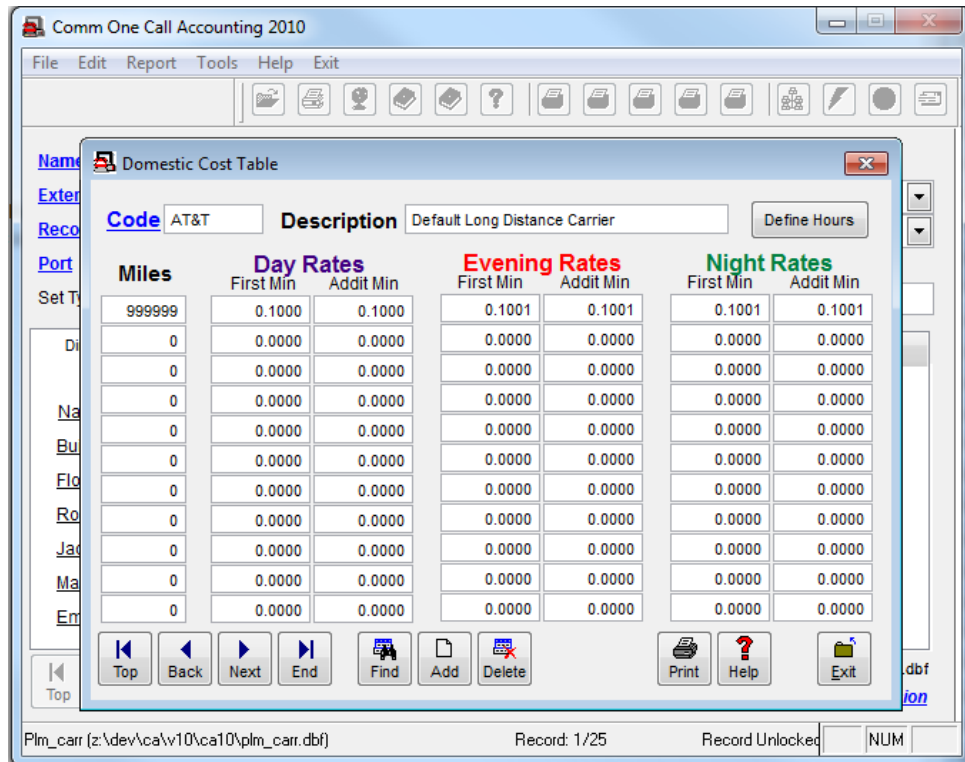 Comm One Call Accounting 2010
File Edit Report Tools Help Exit
Name
Domestic Cost Table
Exter
Code AT&T Description Default Long Distance Carrier Define Hours
Reco
Port
Miles Day Rates Evening Rates Night Rates
First Min Addit Min First Min Addit Min First Min Addit Min
Set Ty
999999 0.1000 0.1000 0.1001 0.1001 0.1001 0.1001
Di 0 0.0000 0.0000 0.0000 0.0000 0.0000 0.0000
0 0.0000 0.0000 0.0000 0.0000 0.0000 0.0000
Na 0 0.0000 0.0000 0.0000 0.0000 0.0000 0.0000
0 0.0000 0.0000 0.0000 0.0000 0.0000 0.0000
Bui 0 0.0000 0.0000 0.0000 0.0000 0.0000 0.0000
Flo 0 0.0000 0.0000 0.0000 0.0000 0.0000 0.0000
Ro 0 0.0000 0.0000 0.0000 0.0000 0.0000 0.0000
Jac 0 0.0000 0.0000 0.0000 0.0000 0.0000 0.0000
Ma 0 0.0000 0.0000 0.0000 0.0000 0.0000 0.0000
Em 0 0.0000 0.0000 0.0000 0.0000 0.0000 0.0000
Top Back Next End Find Add Delete Print Help Exit
.dbf
Top
ion
Plm_carr (z:\dev\ca\v10\ca10\plm_carr.dbf) Record: 1/25 Record Unlocked NUM